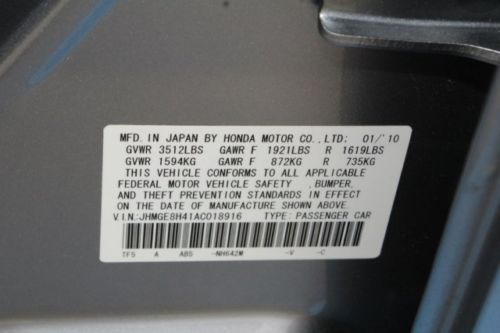 MFD. IN JAPAN BY HONDA MOTOR CO., LTD: 01/'10
GVWR 3512LBS GAWR F 1921LBS R 1619LBS
GVWR 1594KG GAWR F 872KG R 735KG
THIS VEHICLE CONFORMS TO ALL APPLICABLE
FEDERAL MOTOR VEHICLE SAFETY ,BUMPER,
AND THEFT PREVENTION STANDARDS IN EFFECT
ON THE DATE OF MANUFACTURE SHOWN ABOVE.
V.I.N:JHMGE8H41AC018916 TYPE: PASSENGER CAR
TF5 A AB5 -NH642M -V -C